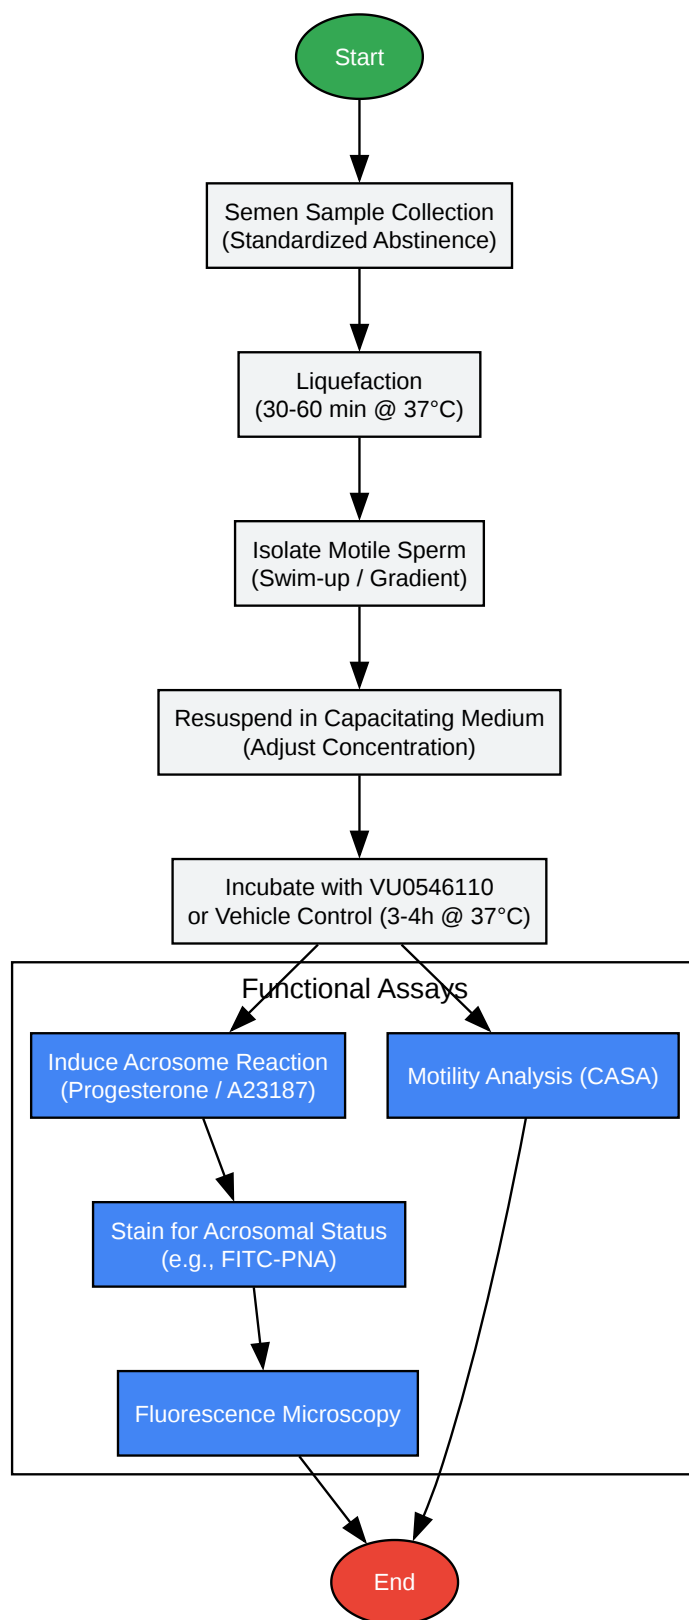 Start
Semen Sample Collection
(Standardized Abstinence)
Liquefaction
(30-60 min @ 37°C)
Isolate Motile Sperm
(Swim-up / Gradient)
Resuspend in Capacitating Medium
(Adjust Concentration)
Incubate with VU0546110
or Vehicle Control (3-4h @ 37°C)
Functional Assays
Induce Acrosome Reaction
(Progesterone / A23187)
Motility Analysis (CASA)
Stain for Acrosomal Status
(e.g., FITC-PNA)
Fluorescence Microscopy
End